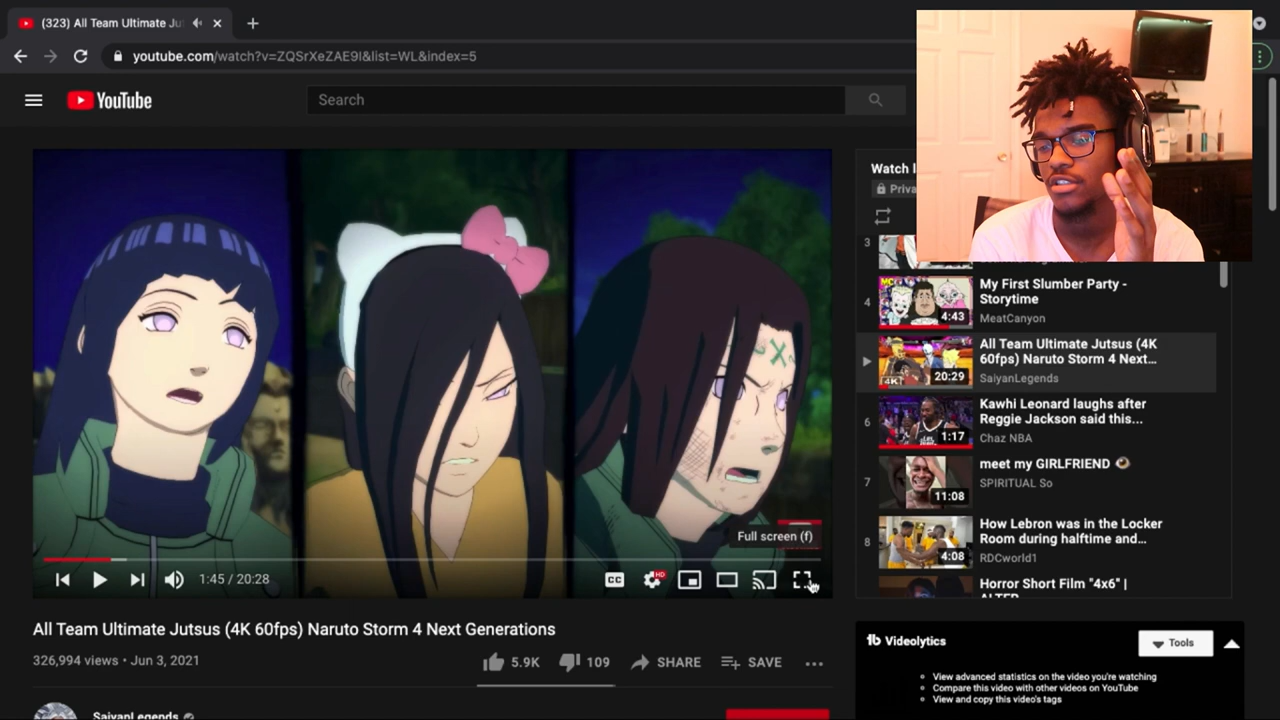 (323) All Team Ultimate Ju
youtube.com/watch?v=ZQSrXeZAE9I&list=WL&index=5
YouTube
Search
Full screen (f)
CC
HD
1:45 / 20:28
All Team Ultimate Jutsus (4K 60fps) Naruto Storm 4 Next Generations
326,994 views • Jun 3, 2021
5.9K
109
SHARE
SAVE
SaiyanLegends
Watch l
Priva
3
4
4:43
My First Slumber Party -
Storytime
MeatCanyon
4K
20:29
All Team Ultimate Jutsus (4K
60fps) Naruto Storm 4 Next...
SaiyanLegends
6
1:17
Kawhi Leonard laughs after
Reggie Jackson said this...
Chaz NBA
7
11:08
meet my GIRLFRIEND 👁
SPIRITUAL So
8
4:08
How Lebron was in the Locker
Room during halftime and...
RDCworld1
Horror Short Film "4x6" |
ALTER
tb Videolytics
Tools
View advanced statistics on the video you're watching
Compare this video with other videos on YouTube
View and copy this video's tags